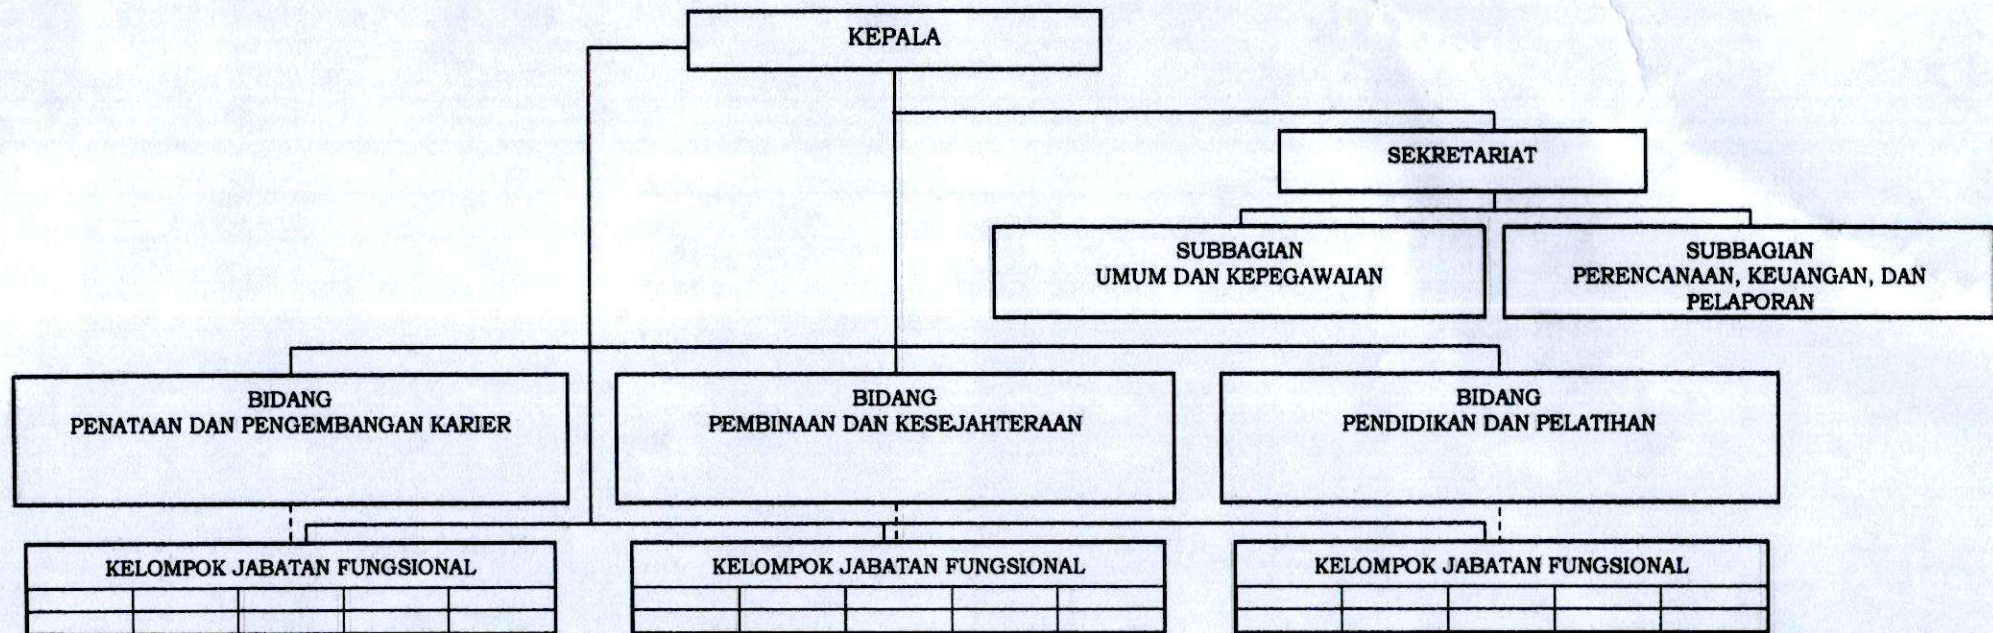 KEPALA
SEKRETARIAT
SUBBAGIAN
UMUM DAN KEPEGAWAIAN
SUBBAGIAN
PERENCANAAN, KEUANGAN, DAN
PELAPORAN
BIDANG
PENATAAN DAN PENGEMBANGAN KARIER
BIDANG
PEMBINAAN DAN KESEJAHTERAAN
BIDANG
PENDIDIKAN DAN PELATIHAN
KELOMPOK JABATAN FUNGSIONAL
KELOMPOK JABATAN FUNGSIONAL
KELOMPOK JABATAN FUNGSIONAL